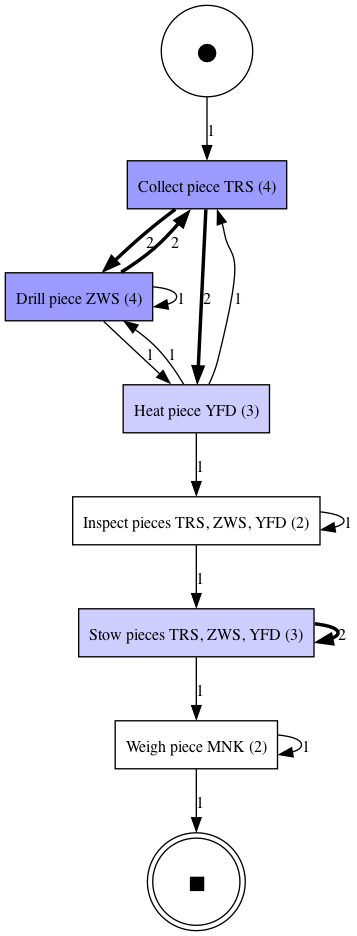 1
Collect piece TRS (4)
2
2
2
1
Drill piece ZWS (4)
1
1
1
Heat piece YFD (3)
1
Inspect pieces TRS, ZWS, YFD (2)
1
1
Stow pieces TRS, ZWS, YFD (3)
2
1
Weigh piece MNK (2)
1
1